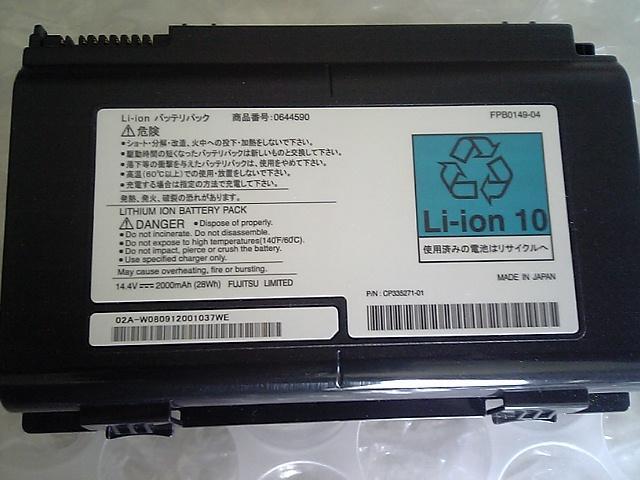 Li-ion バッテリパック 商品番号:0644590
FPB0149-04
⚠危険
•ショート・分解・改造、火中への投下・加熱をしないで下さい。
•駆動時間の短くなったバッテリパックは新しいものと交換して下さい。
•落下等の衝撃を与えたバッテリパックは、使用をやめて下さい。
•高温(60℃以上)での使用・放置をしないで下さい。
•充電する場合は指定の方法で充電して下さい。
発熱、発火、破裂の恐れがあります。
LITHIUM ION BATTERY PACK
⚠DANGER •Dispose of properly.
•Do not incinerate. Do not disassemble.
•Do not expose to high temperatures(140℉/60℃).
•Do not impact, pierce or crush the battery.
•Use specified charger only.
May cause overheating, fire or bursting.
14.4V⎓2000mAh (28Wh) FUJITSU LIMITED
Li-ion 10
使用済みの電池はリサイクルへ
MADE IN JAPAN
P/N : CP335271-01
02A-W080912001037WE